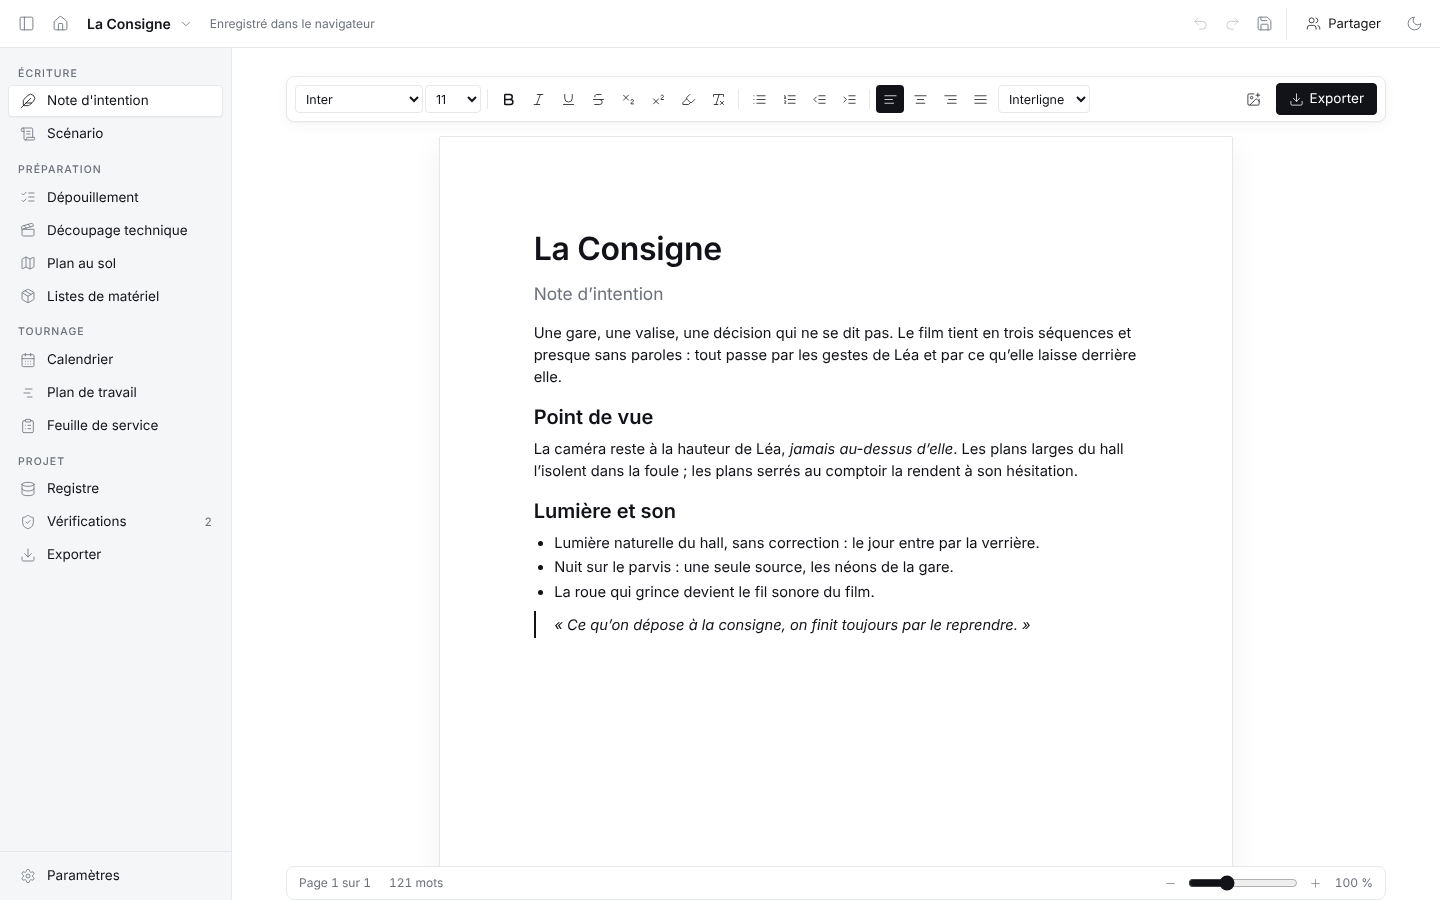 La Consigne
Enregistré dans le navigateur
Partager
ÉCRITURE
Note d'intention
Scénario
PRÉPARATION
Dépouillement
Découpage technique
Plan au sol
Listes de matériel
TOURNAGE
Calendrier
Plan de travail
Feuille de service
PROJET
Registre
Vérifications 2
Exporter
Paramètres
Inter 11 Interligne Exporter
La Consigne
Note d’intention
Une gare, une valise, une décision qui ne se dit pas. Le film tient en trois séquences et
presque sans paroles : tout passe par les gestes de Léa et par ce qu’elle laisse derrière
elle.
Point de vue
La caméra reste à la hauteur de Léa, jamais au-dessus d’elle. Les plans larges du hall
l’isolent dans la foule ; les plans serrés au comptoir la rendent à son hésitation.
Lumière et son
• Lumière naturelle du hall, sans correction : le jour entre par la verrière.
• Nuit sur le parvis : une seule source, les néons de la gare.
• La roue qui grince devient le fil sonore du film.
« Ce qu’on dépose à la consigne, on finit toujours par le reprendre. »
Page 1 sur 1 121 mots 100 %